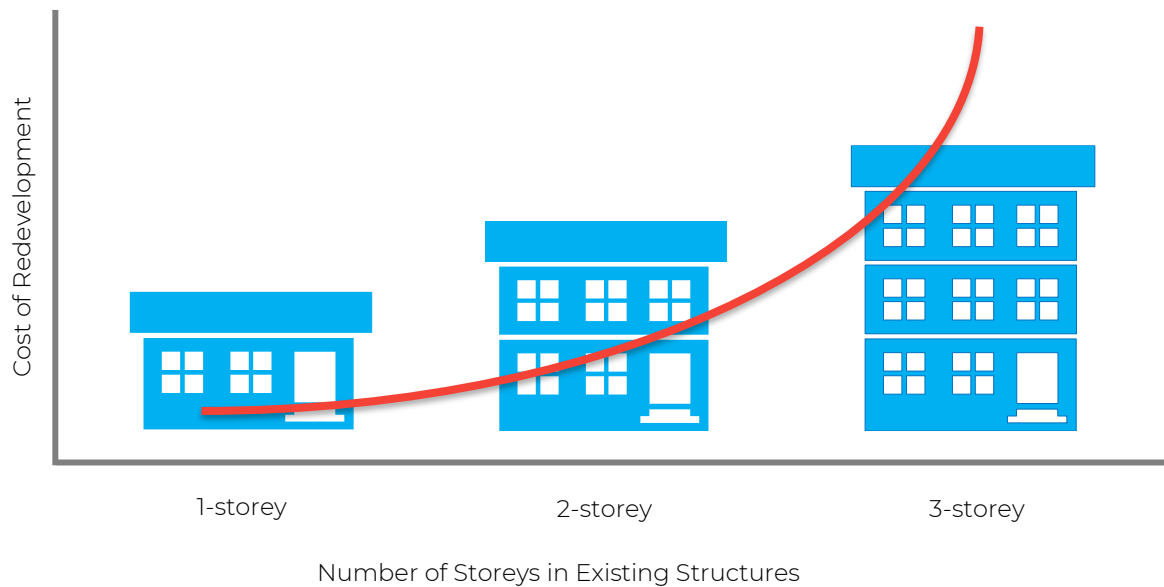 Cost of Redevelopment
1-storey
2-storey
3-storey
Number of Storeys in Existing Structures